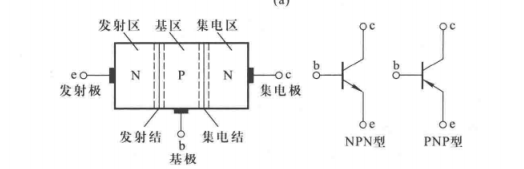 (a)
发射区 基区 集电区
c c
e N P N c b b
发射极 集电极
发射结 集电结
b e e
基极 NPN型 PNP型